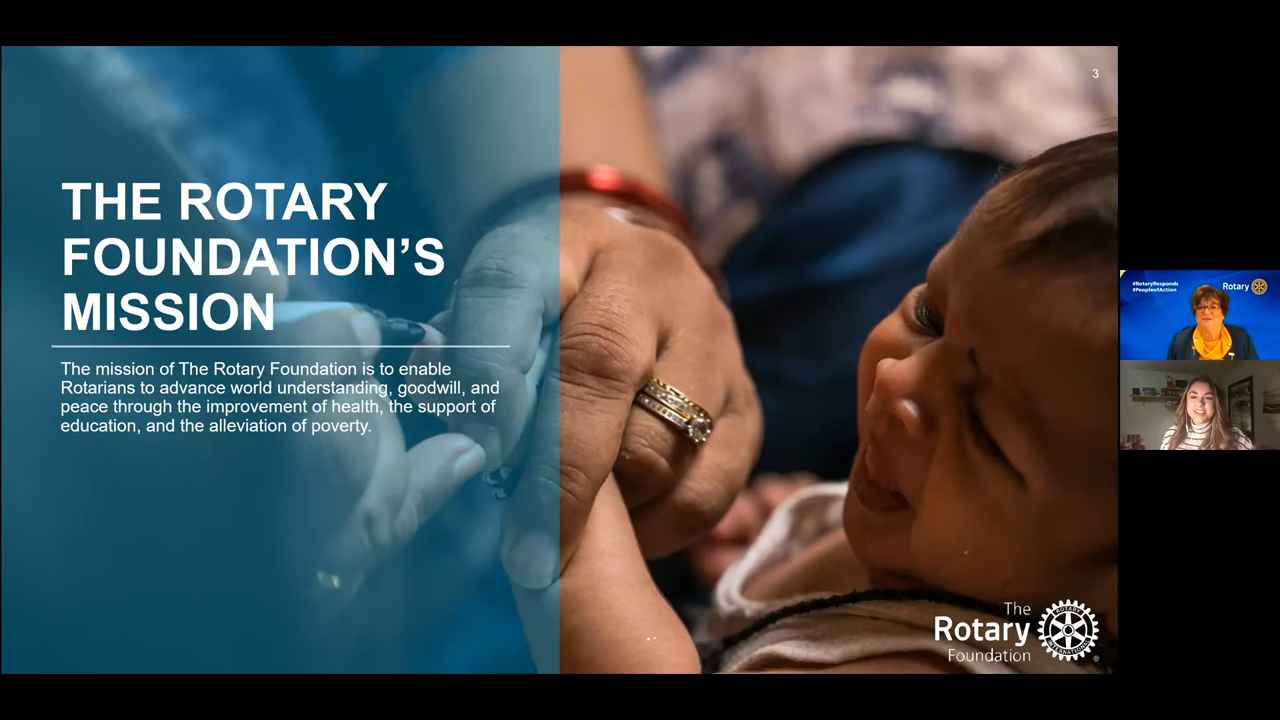 3
THE ROTARY
FOUNDATION’S
MISSION
The mission of The Rotary Foundation is to enable
Rotarians to advance world understanding, goodwill, and
peace through the improvement of health, the support of
education, and the alleviation of poverty.
The
Rotary
Foundation
ROTARY
INTERNATIONAL
®
#RotaryResponds
#PeopleofAction
Rotary